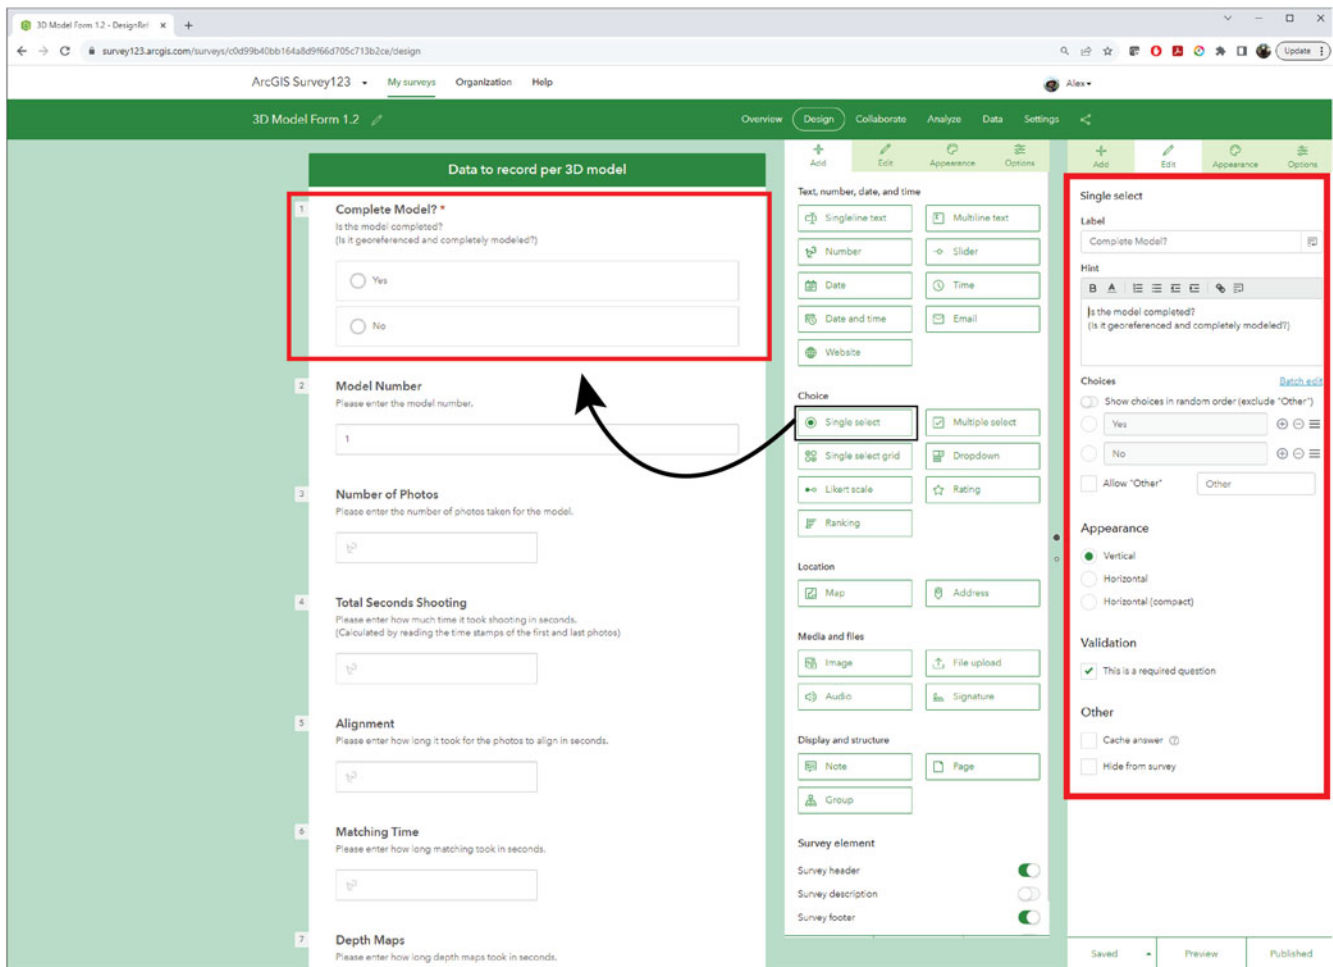 3D Model Form 1.2 - DesignRef
survey123.arcgis.com/surveys/c0d99b40bb164a8d9f66d705c713b2ce/design
Update
ArcGIS Survey123
My surveys
Organization
Help
Alex
3D Model Form 1.2
Overview
Design
Collaborate
Analyze
Data
Settings
Data to record per 3D model
1
Complete Model? *
Is the model completed?
(Is it georeferenced and completely modeled?)
Yes
No
2
Model Number
Please enter the model number.
1
3
Number of Photos
Please enter the number of photos taken for the model.
4
Total Seconds Shooting
Please enter how much time it took shooting in seconds.
(Calculated by reading the time stamps of the first and last photos)
5
Alignment
Please enter how long it took for the photos to align in seconds.
6
Matching Time
Please enter how long matching took in seconds.
7
Depth Maps
Please enter how long depth maps took in seconds.
Add
Edit
Appearance
Options
Text, number, date, and time
Singleline text
Multiline text
Number
Slider
Date
Time
Date and time
Email
Website
Choice
Single select
Multiple select
Single select grid
Dropdown
Likert scale
Rating
Ranking
Location
Map
Address
Media and files
Image
File upload
Audio
Signature
Display and structure
Note
Page
Group
Survey element
Survey header
Survey description
Survey footer
Add
Edit
Appearance
Options
Single select
Label
Complete Model?
Hint
B A
Is the model completed?
(Is it georeferenced and completely modeled?)
Choices
Batch edit
Show choices in random order (exclude "Other")
Yes
No
Allow "Other"
Other
Appearance
Vertical
Horizontal
Horizontal (compact)
Validation
This is a required question
Other
Cache answer
Hide from survey
Saved
Preview
Published